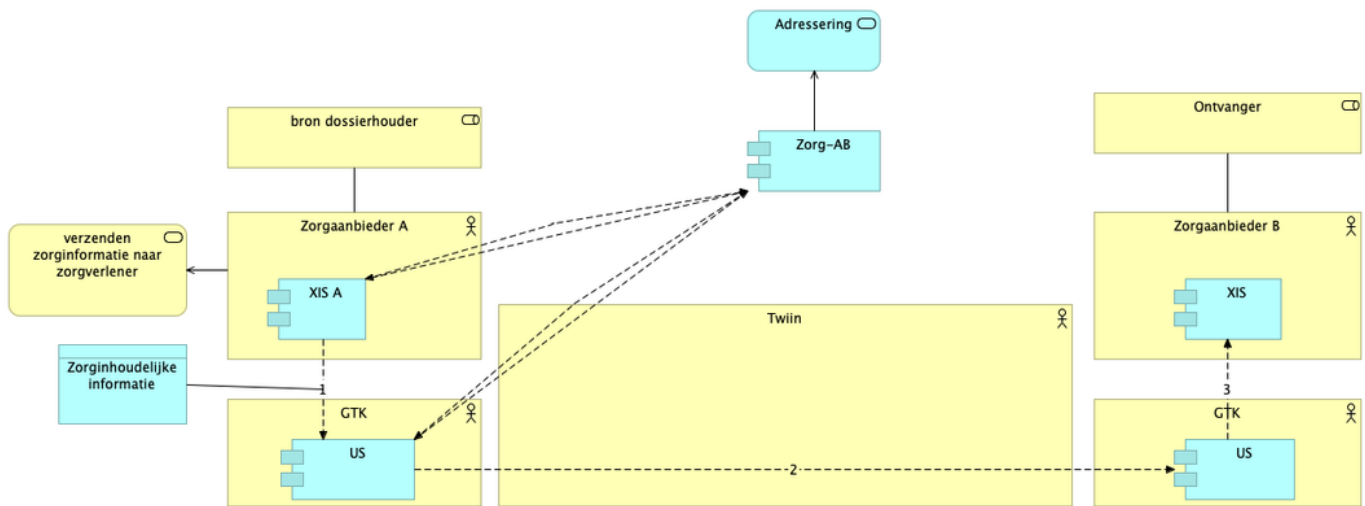 Adressering
bron dossierhouder
Zorg-AB
Ontvanger
Zorgaanbieder A
Zorgaanbieder B
verzenden
zorginformatie naar
zorgverlener
XIS A
XIS
Twiin
Zorginhoudelijke
informatie
1
3
GTK
GTK
US
US
2